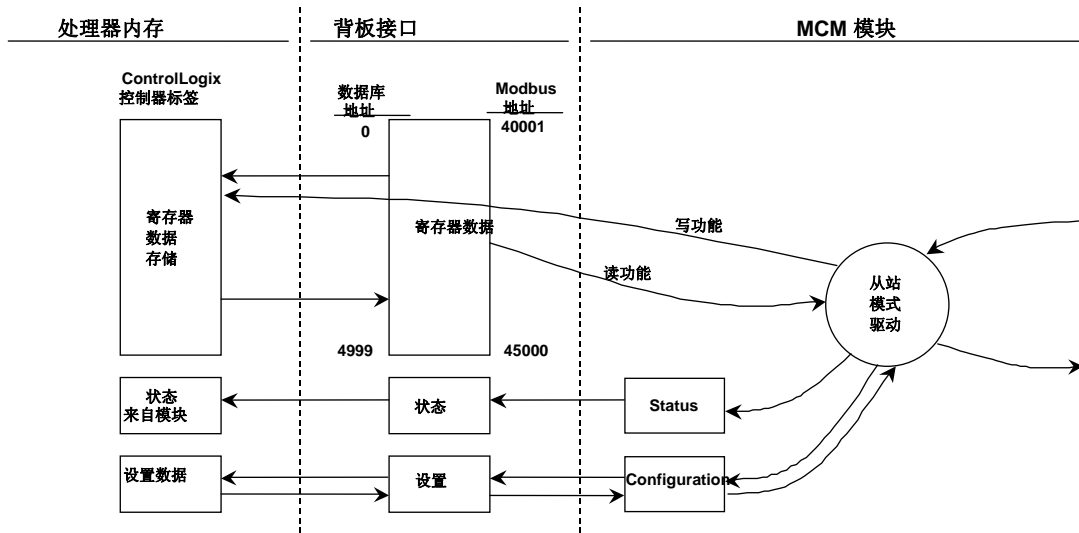 处理器内存
背板接口
MCM 模块
ControlLogix
控制器标签
数据库
地址
0
Modbus
地址
40001
寄存器
数据
存储
寄存器数据
写功能
读功能
从站
模式
驱动
4999
45000
状态
来自模块
状态
Status
设置数据
设置
Configuration